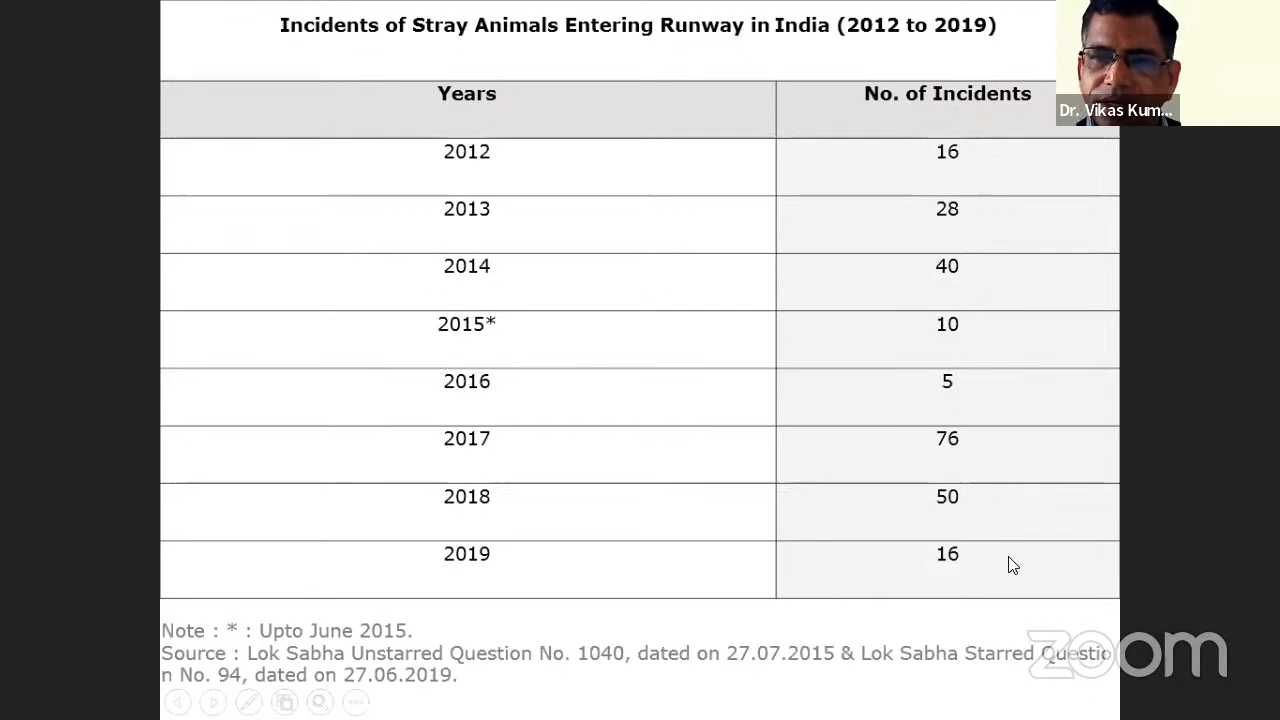 Incidents of Stray Animals Entering Runway in India (2012 to 2019)
Years No. of Incidents
Dr. Vikas Kum...
2012 16
2013 28
2014 40
2015* 10
2016 5
2017 76
2018 50
2019 16
Note : * : Upto June 2015.
Source : Lok Sabha Unstarred Question No. 1040, dated on 27.07.2015 & Lok Sabha Starred Questio
n No. 94, dated on 27.06.2019.
zoom